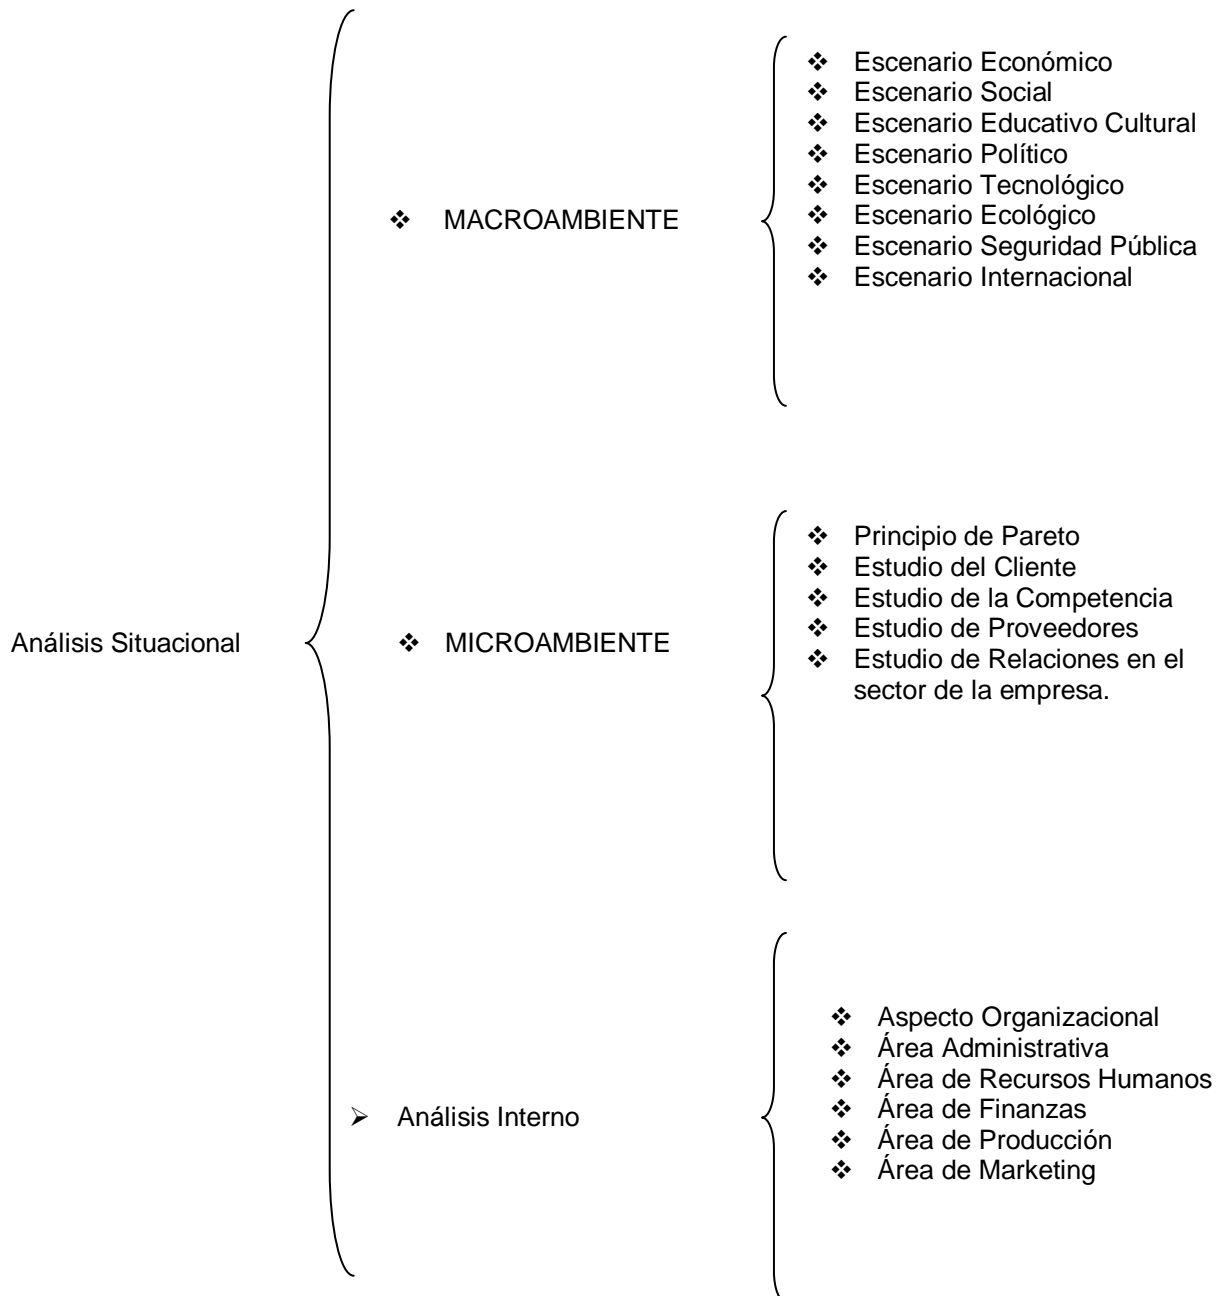 ❖ Escenario Económico
❖ Escenario Social
❖ Escenario Educativo Cultural
❖ Escenario Político
❖ Escenario Tecnológico
❖ MACROAMBIENTE
❖ Escenario Ecológico
❖ Escenario Seguridad Pública
❖ Escenario Internacional
Análisis Situacional
❖ MICROAMBIENTE
❖ Principio de Pareto
❖ Estudio del Cliente
❖ Estudio de la Competencia
❖ Estudio de Proveedores
❖ Estudio de Relaciones en el
sector de la empresa.
➢ Análisis Interno
❖ Aspecto Organizacional
❖ Área Administrativa
❖ Área de Recursos Humanos
❖ Área de Finanzas
❖ Área de Producción
❖ Área de Marketing